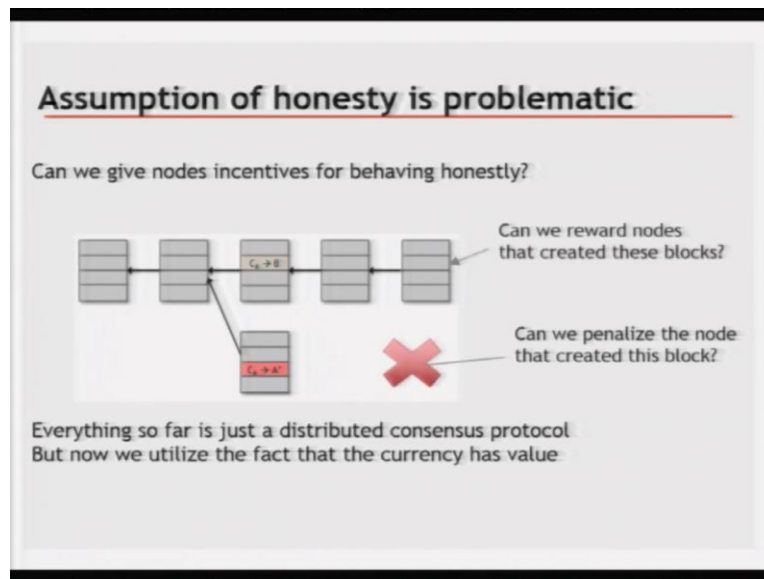 Assumption of honesty is problematic
Can we give nodes incentives for behaving honestly?
Can we reward nodes
that created these blocks?
C_A → B
Can we penalize the node
that created this block?
C_A → A'
Everything so far is just a distributed consensus protocol
But now we utilize the fact that the currency has value